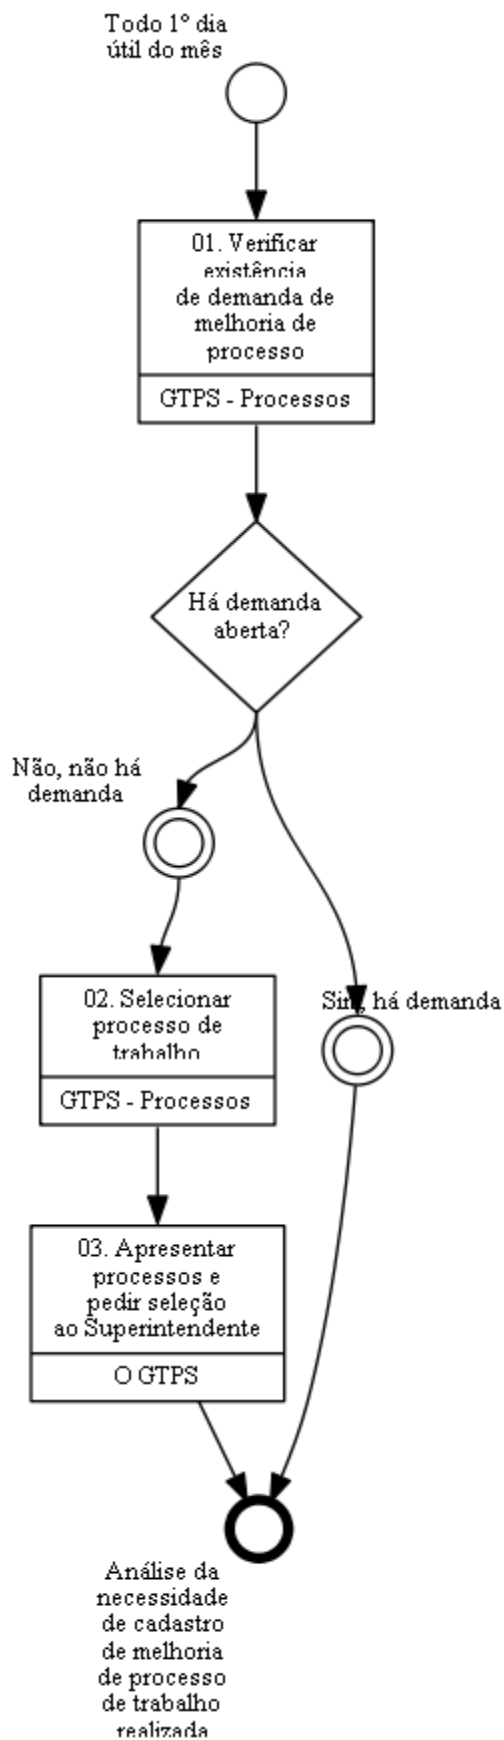 Todo 1º dia
útil do mês
01. Verificar
existência
de demanda de
melhoria de
processo
GTPS - Processos
Há demanda
aberta?
Não, não há
demanda
02. Selecionar
processo de
trabalho
GTPS - Processos
Sim, há demanda
03. Apresentar
processos e
pedir seleção
ao Superintendente
O GTPS
Análise da
necessidade
de cadastro
de melhoria
de processo
de trabalho
realizada